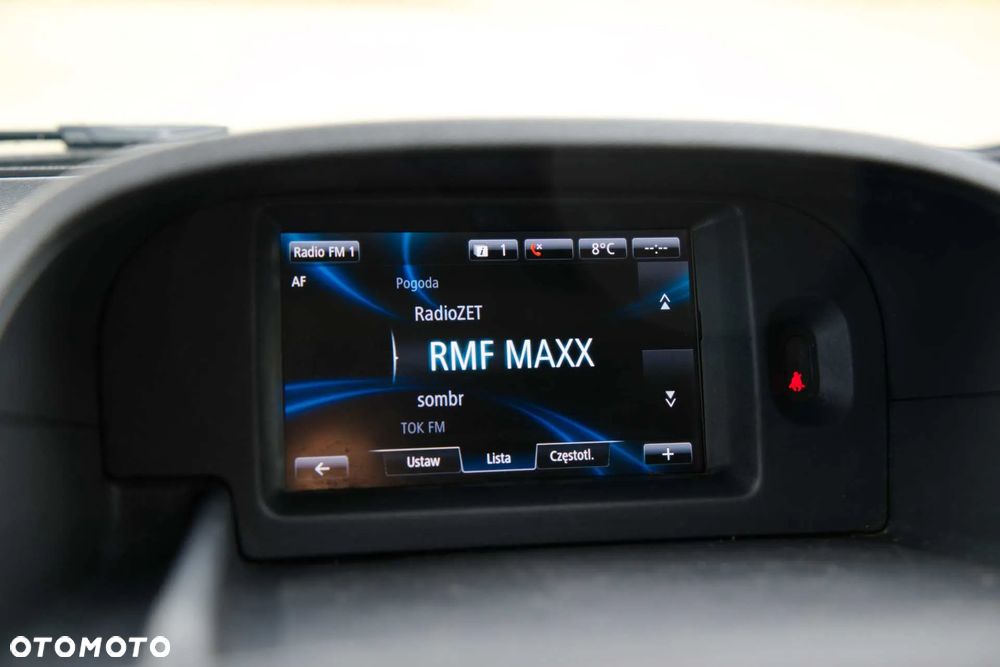 Radio FM 1
1
8°C
--:--
AF
Pogoda
RadioZET
RMF MAXX
sombr
TOK FM
Ustaw
Lista
Częstotl.
+
OTOMOTO